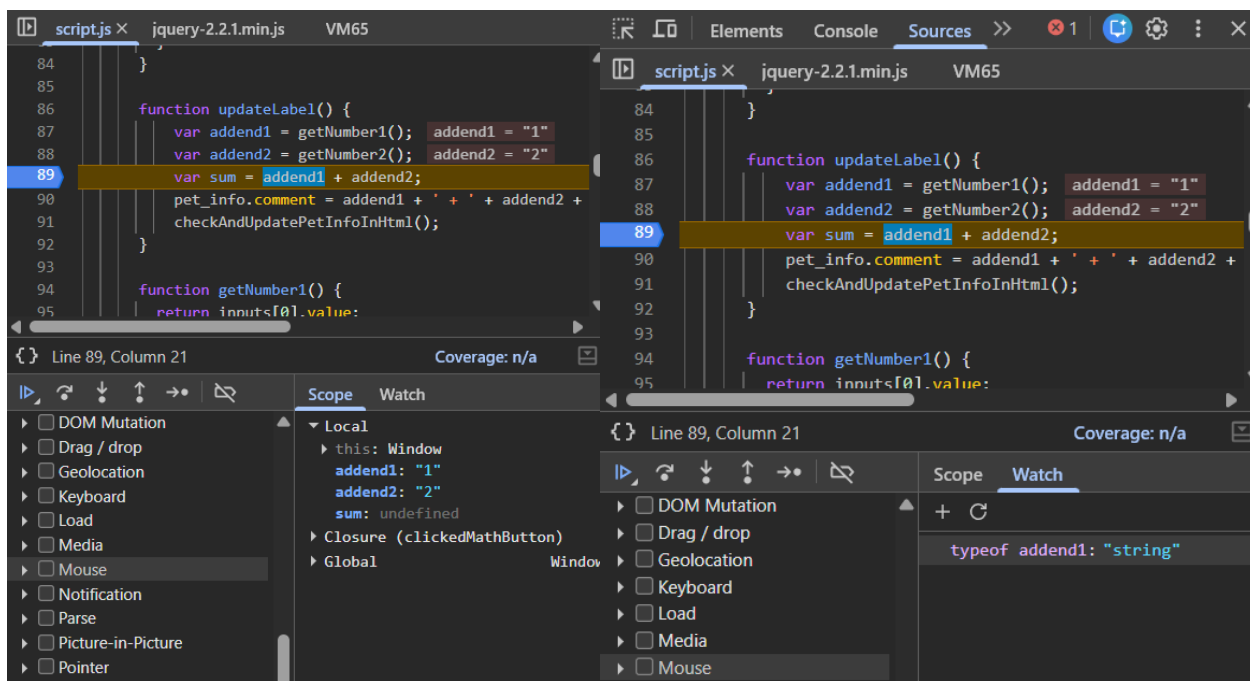 script.js × jquery-2.2.1.min.js VM65
84 }
85
86 function updateLabel() {
87 var addend1 = getNumber1(); addend1 = "1"
88 var addend2 = getNumber2(); addend2 = "2"
89 var sum = addend1 + addend2;
90 pet_info.comment = addend1 + ' + ' + addend2 +
91 checkAndUpdatePetInfoInHtml();
92 }
93
94 function getNumber1() {
95 return inputs[0].value;
{} Line 89, Column 21 Coverage: n/a
Scope Watch
DOM Mutation
Drag / drop
Geolocation
Keyboard
Load
Media
Mouse
Notification
Parse
Picture-in-Picture
Pointer
Local
this: Window
addend1: "1"
addend2: "2"
sum: undefined
Closure (clickedMathButton)
Global Window
Elements Console Sources >> 1
script.js × jquery-2.2.1.min.js VM65
84 }
85
86 function updateLabel() {
87 var addend1 = getNumber1(); addend1 = "1"
88 var addend2 = getNumber2(); addend2 = "2"
89 var sum = addend1 + addend2;
90 pet_info.comment = addend1 + ' + ' + addend2 +
91 checkAndUpdatePetInfoInHtml();
92 }
93
94 function getNumber1() {
95 return inputs[0].value;
{} Line 89, Column 21 Coverage: n/a
Scope Watch
DOM Mutation
Drag / drop
Geolocation
Keyboard
Load
Media
Mouse
typeof addend1: "string"